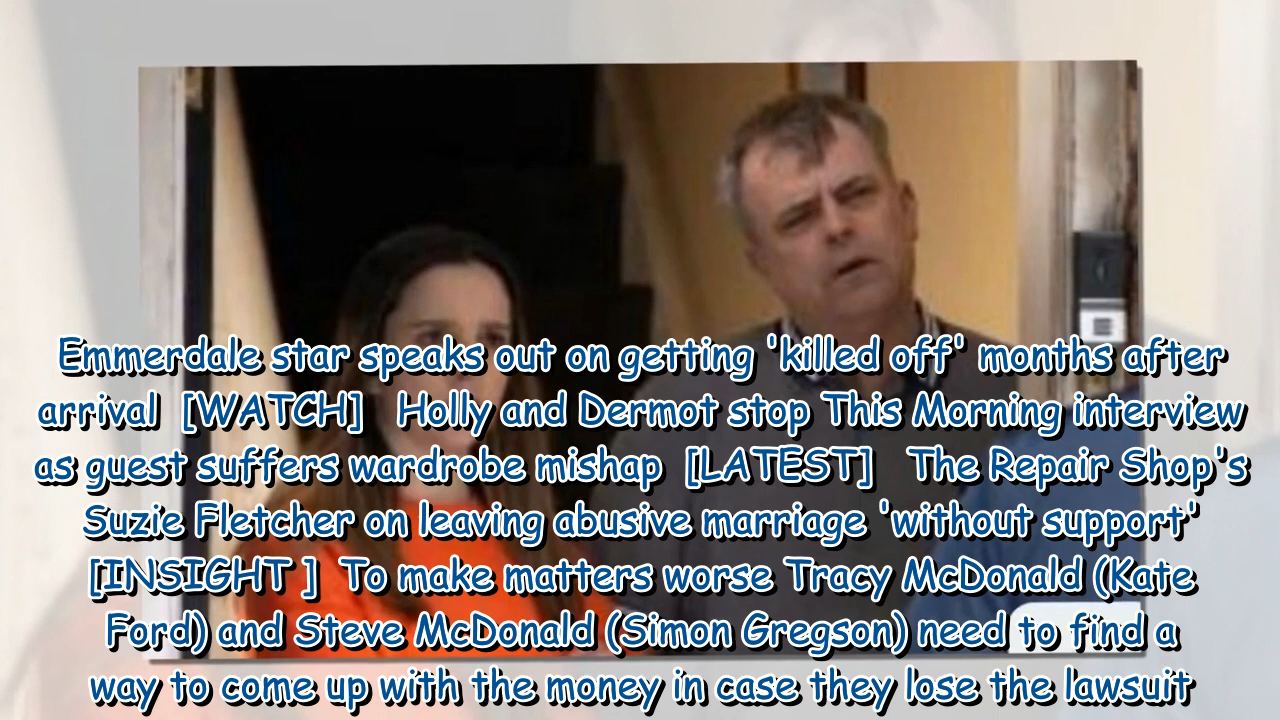 Emmerdale star speaks out on getting 'killed off' months after
arrival [WATCH] Holly and Dermot stop This Morning interview
as guest suffers wardrobe mishap [LATEST] The Repair Shop's
Suzie Fletcher on leaving abusive marriage 'without support'
[INSIGHT ] To make matters worse Tracy McDonald (Kate
Ford) and Steve McDonald (Simon Gregson) need to find a
way to come up with the money in case they lose the lawsuit